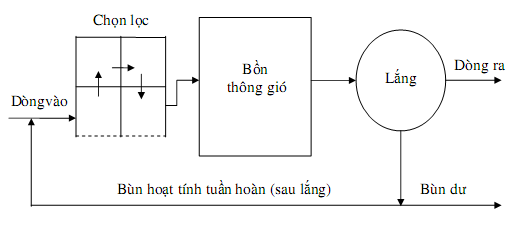 Chọn lọc
Bồn
thông gió
Dòng ra
Lắng
Dòngvào
Bùn hoạt tính tuần hoàn (sau lắng)
Bùn dư